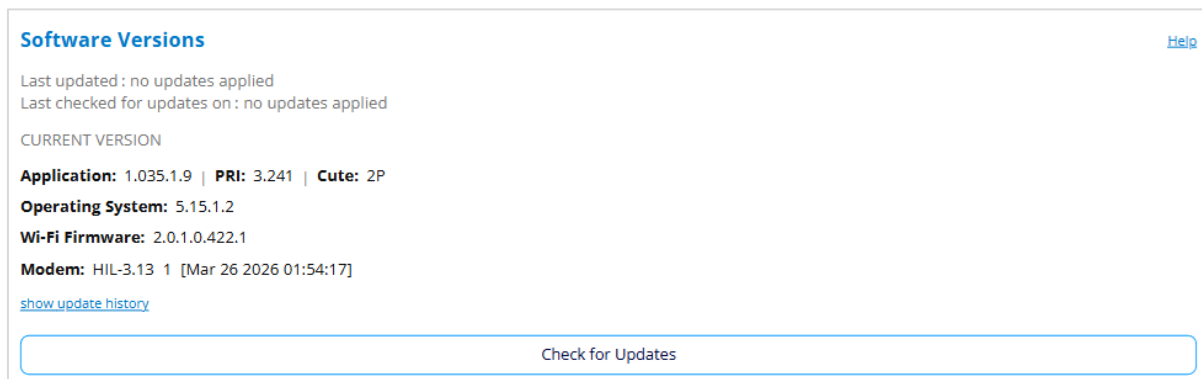 Software Versions
Help
Last updated : no updates applied
Last checked for updates on : no updates applied
CURRENT VERSION
Application: 1.035.1.9 | PRI: 3.241 | Cute: 2P
Operating System: 5.15.1.2
Wi-Fi Firmware: 2.0.1.0.422.1
Modem: HIL-3.13 1 [Mar 26 2026 01:54:17]
show update history
Check for Updates